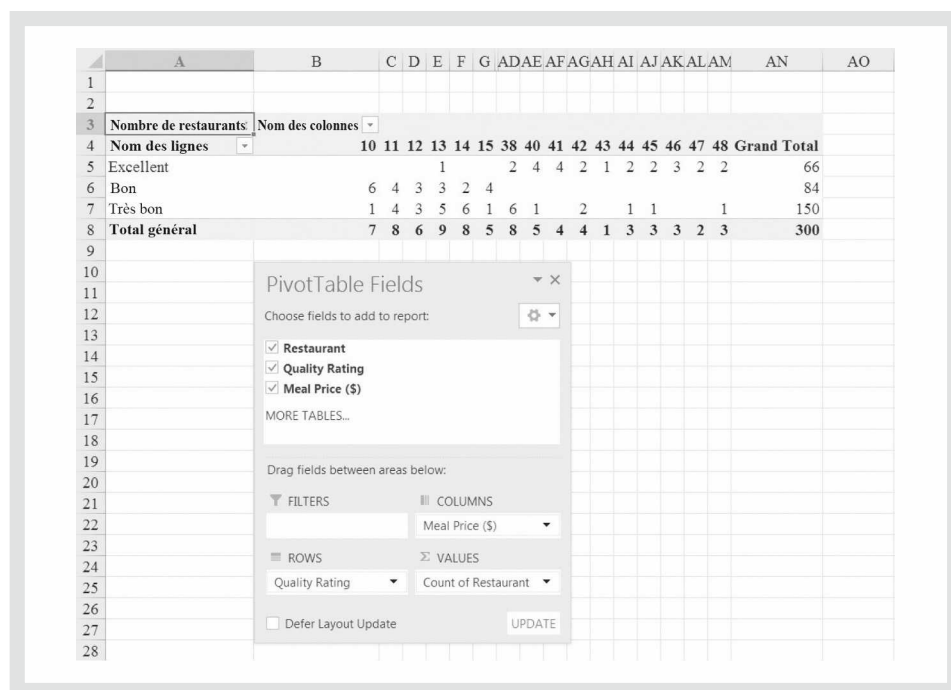 A B C D E F G AD AE AF AG AH AI AJ AK AL AM AN AO
1
2
3 Nombre de restaurants Nom des colonnes
4 Nom des lignes 10 11 12 13 14 15 38 40 41 42 43 44 45 46 47 48 Grand Total
5 Excellent 1 2 4 4 2 1 2 2 3 2 2 66
6 Bon 6 4 3 3 2 4 84
7 Très bon 1 4 3 5 6 1 6 1 2 1 1 1 150
8 Total général 7 8 6 9 8 5 8 5 4 4 1 3 3 3 2 3 300
9
10
11
12
13
14
15
16
17
18
19
20
21
22
23
24
25
26
27
28
PivotTable Fields
Choose fields to add to report:
Restaurant
Quality Rating
Meal Price ($)
MORE TABLES...
Drag fields between areas below:
FILTERS COLUMNS
Meal Price ($)
ROWS Σ VALUES
Quality Rating Count of Restaurant
Defer Layout Update UPDATE